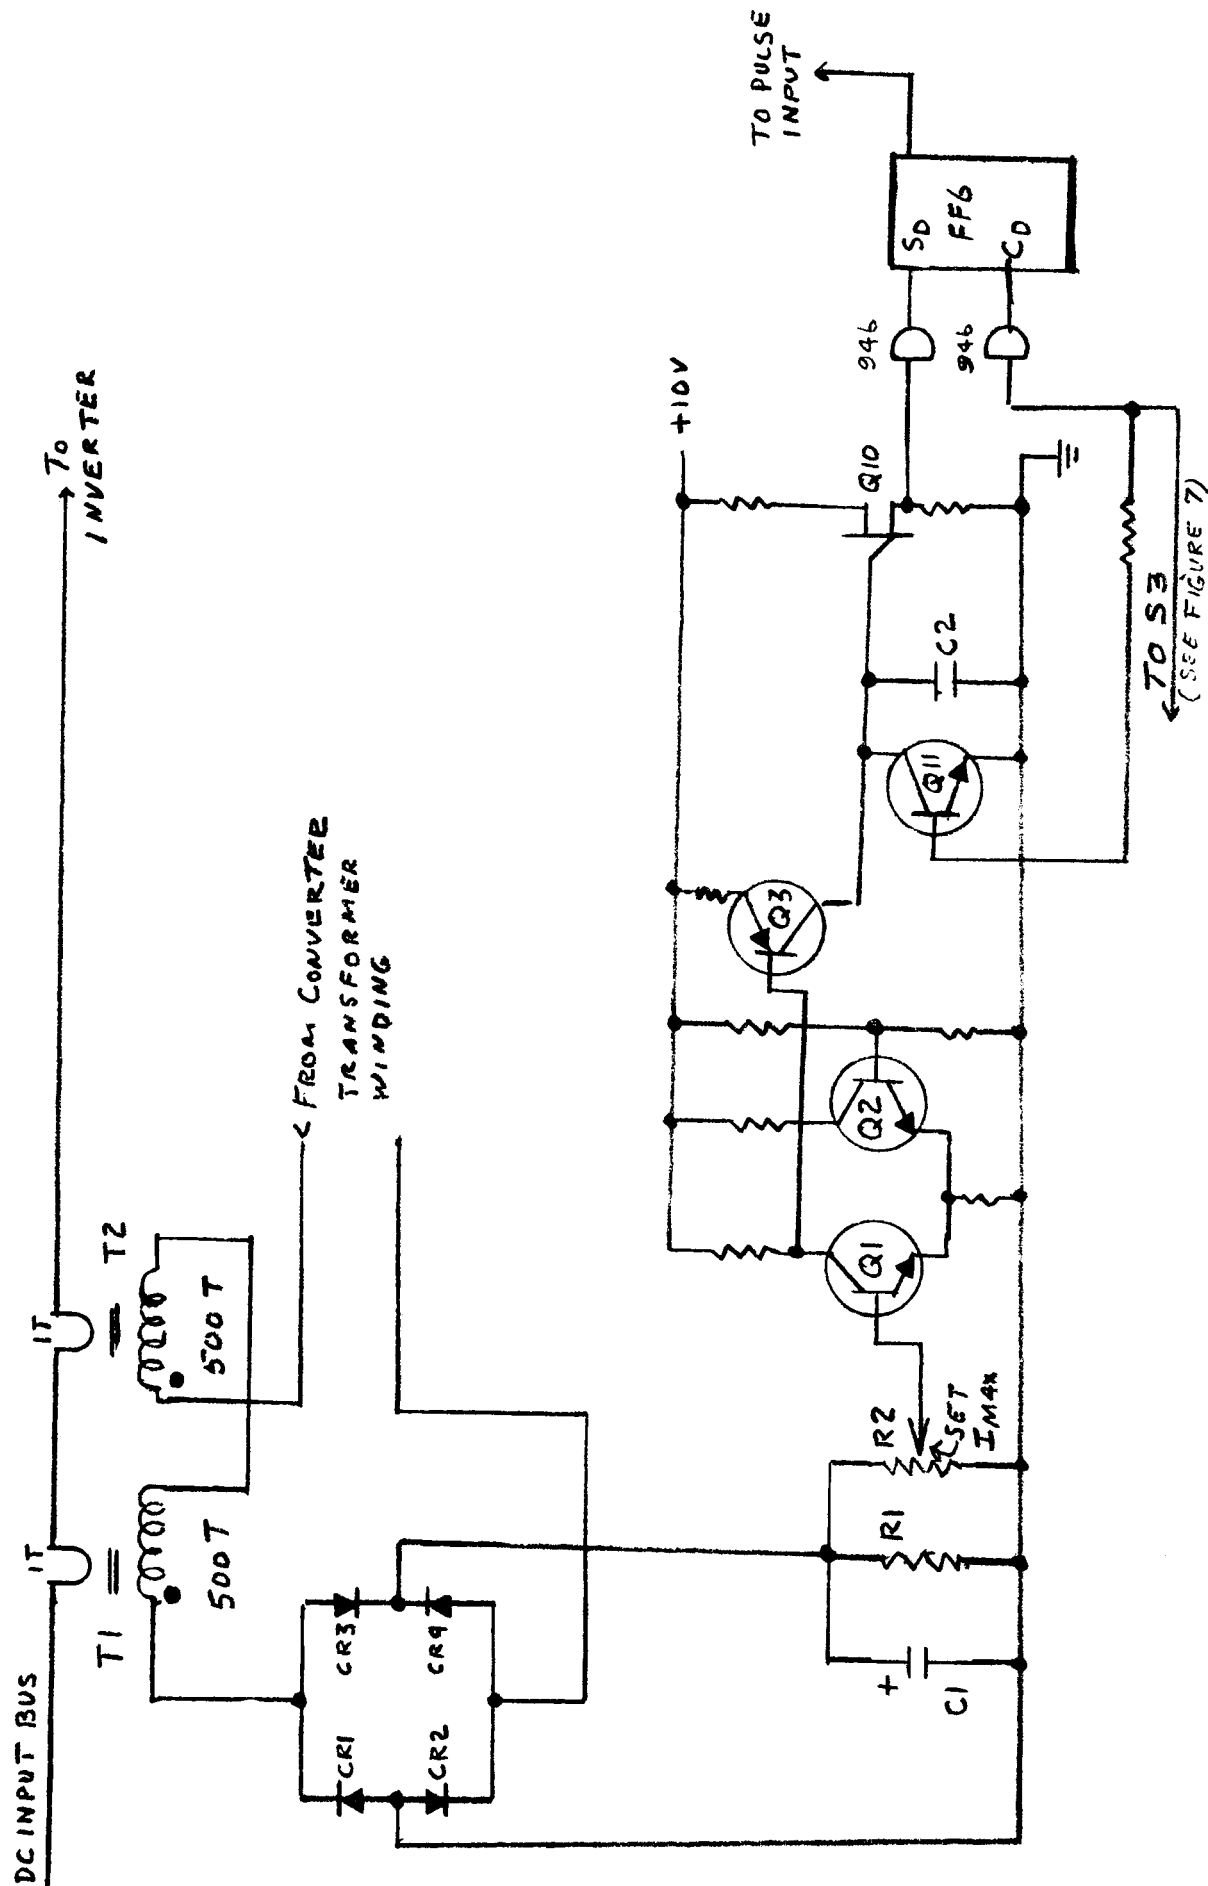 DC INPUT BUS
1T
1T
TO
INVERTER
T1
T2
500T
500T
< FROM CONVERTER
TRANSFORMER
WINDING
CR1
CR3
CR2
CR4
+
C1
R1
R2
SET
IMAX
Q1
Q2
Q3
Q11
C2
Q10
+10V
946
946
SD
FF6
CD
TO PULSE
INPUT
TO S3
(SEE FIGURE 7)